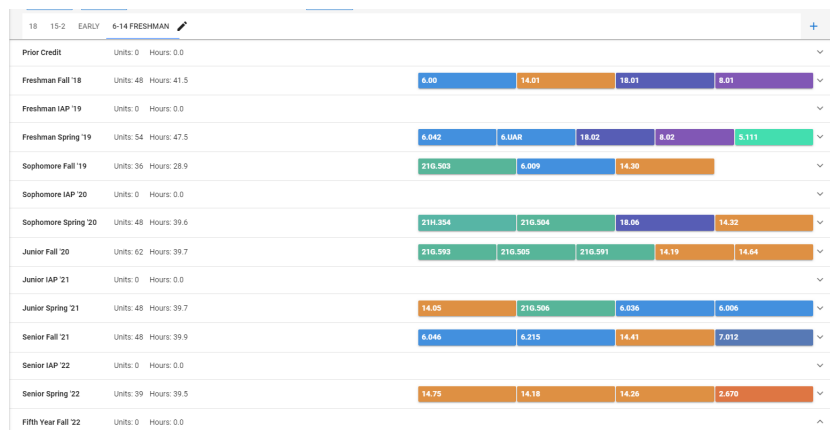 18 15-2 EARLY 6-14 FRESHMAN +
Prior Credit Units: 0 Hours: 0.0
Freshman Fall '18 Units: 48 Hours: 41.5 6.00 14.01 18.01 8.01
Freshman IAP '19 Units: 0 Hours: 0.0
Freshman Spring '19 Units: 54 Hours: 47.5 6.042 6.UAR 18.02 8.02 5.111
Sophomore Fall '19 Units: 36 Hours: 28.9 21G.503 6.009 14.30
Sophomore IAP '20 Units: 0 Hours: 0.0
Sophomore Spring '20 Units: 48 Hours: 39.6 21H.354 21G.504 18.06 14.32
Junior Fall '20 Units: 62 Hours: 39.7 21G.593 21G.505 21G.591 14.19 14.64
Junior IAP '21 Units: 0 Hours: 0.0
Junior Spring '21 Units: 48 Hours: 39.7 14.05 21G.506 6.036 6.006
Senior Fall '21 Units: 48 Hours: 39.9 6.046 6.215 14.41 7.012
Senior IAP '22 Units: 0 Hours: 0.0
Senior Spring '22 Units: 39 Hours: 39.5 14.75 14.18 14.26 2.670
Fifth Year Fall '22 Units: 0 Hours: 0.0